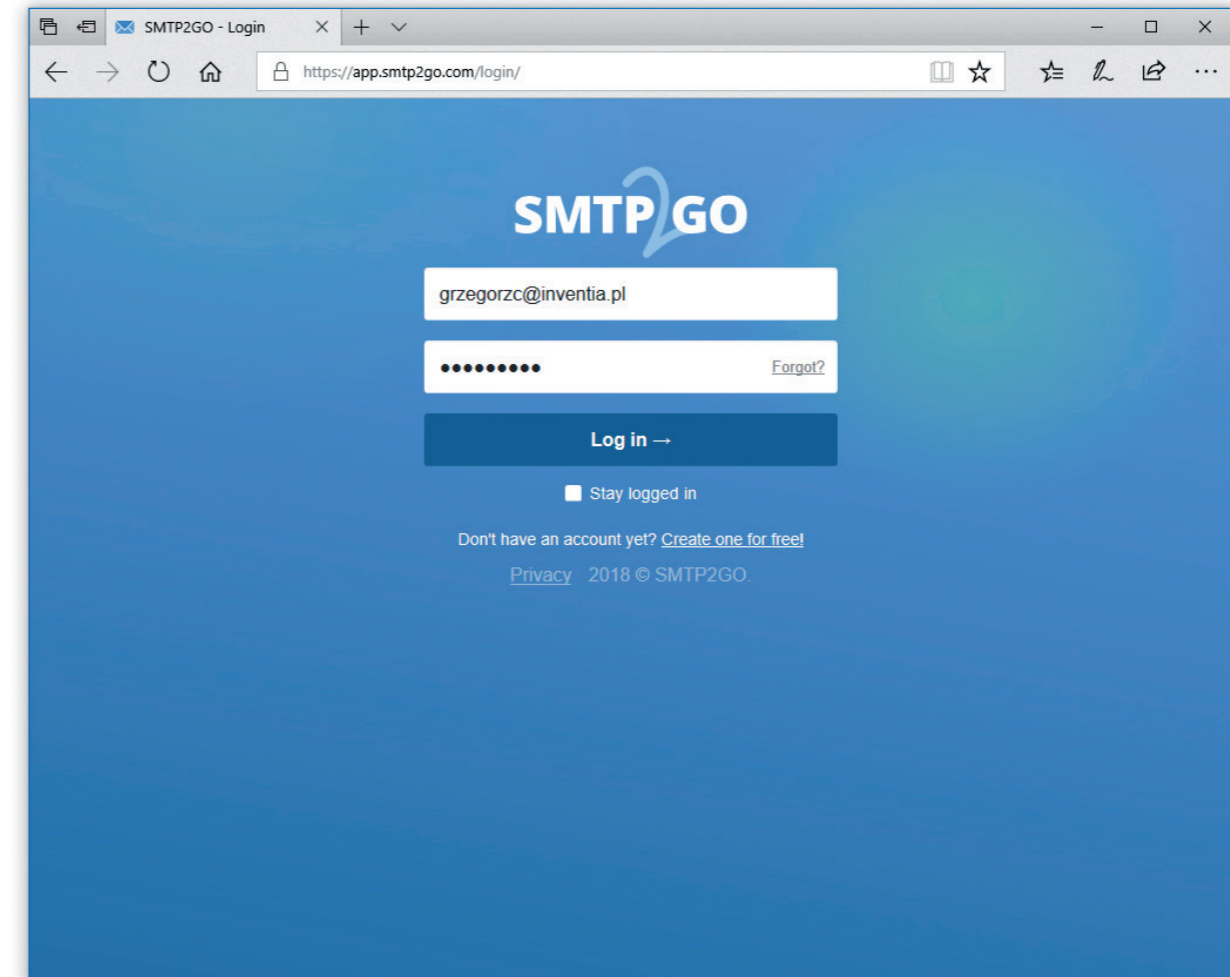 SMTP2GO - Login
https://app.smtp2go.com/login/
SMTP2GO
grzegorzc@inventia.pl
Forgot?
Log in →
Stay logged in
Don't have an account yet? Create one for free!
Privacy 2018 © SMTP2GO.